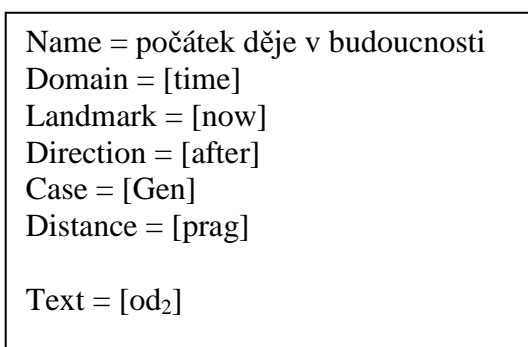 Name = počátek děje v budoucnosti
Domain = [time]
Landmark = [now]
Direction = [after]
Case = [Gen]
Distance = [prag]
Text = [od₂]